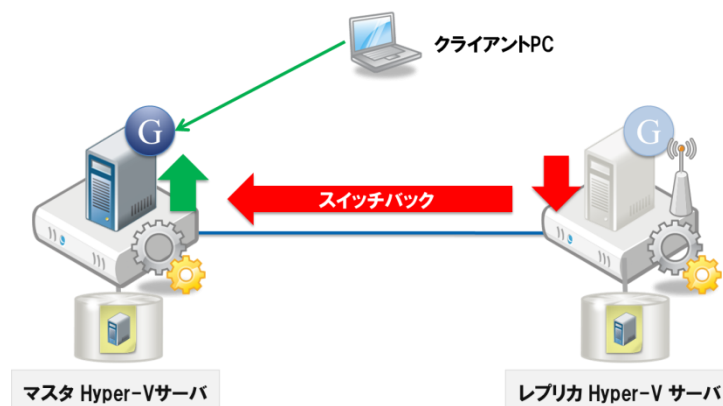 クライアントPC
G
G
スイッチバック
マスタ Hyper-Vサーバ
レプリカ Hyper-V サーバ